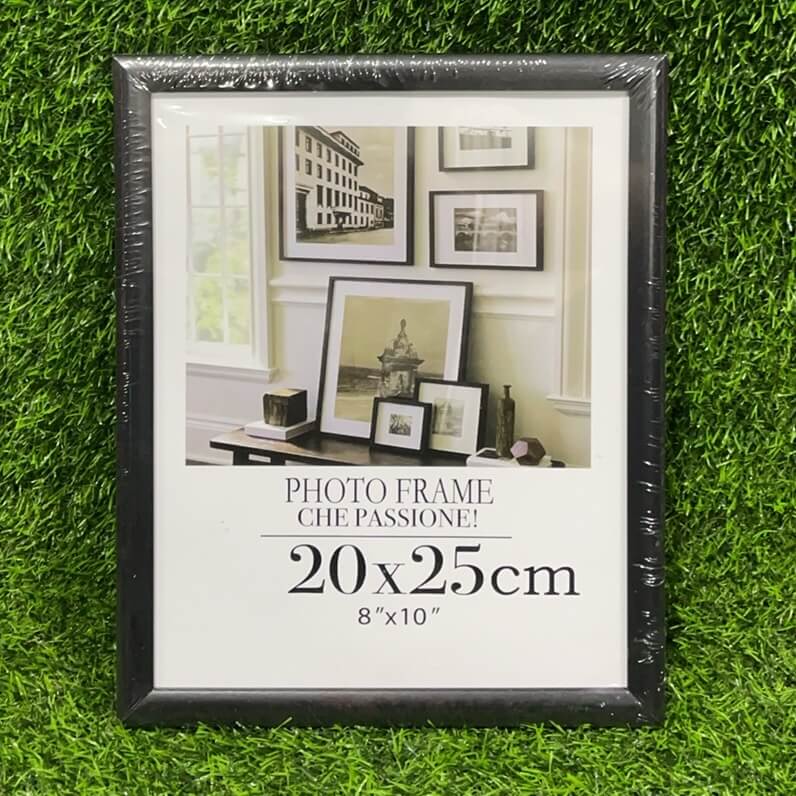 PHOTO FRAME
CHE PASSIONE!
20x25cm
8”x10”